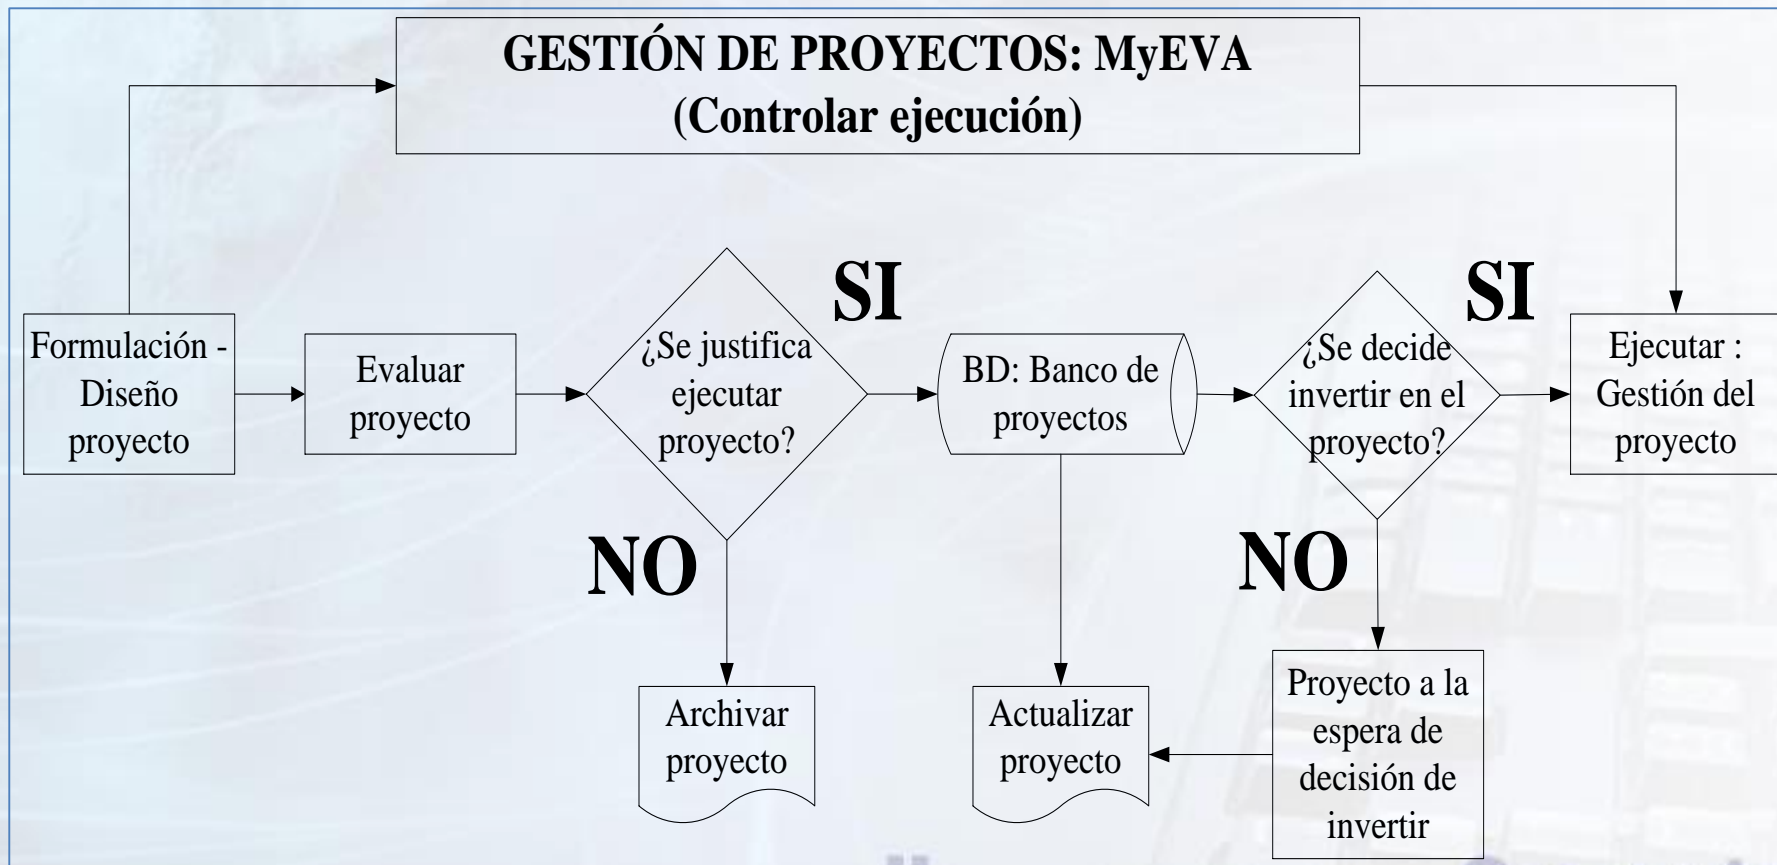 GESTIÓN DE PROYECTOS: MyEVA
(Controlar ejecución)
Formulación -
Diseño
proyecto
Evaluar
proyecto
¿Se justifica
ejecutar
proyecto?
SI
NO
Archivar
proyecto
BD: Banco de
proyectos
Actualizar
proyecto
¿Se decide
invertir en el
proyecto?
SI
NO
Proyecto a la
espera de
decisión de
invertir
Ejecutar :
Gestión del
proyecto